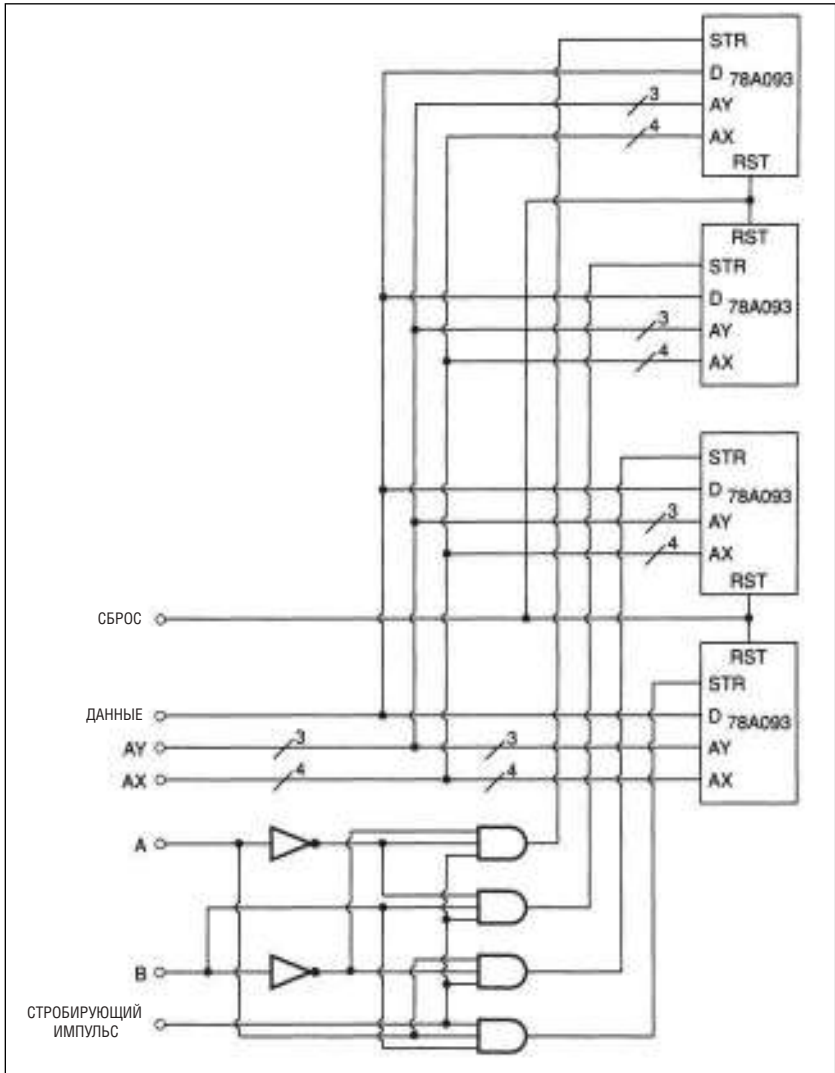 STR
D 78A093
3
AY
4
AX
RST
RST
STR
D 78A093
3
AY
4
AX
STR
D 78A093
3
AY
4
AX
RST
СБРОС
RST
STR
ДАННЫЕ
D 78A093
AY
3
3
AY
AX
4
4
AX
A
B
СТРОБИРУЮЩИЙ
ИМПУЛЬС